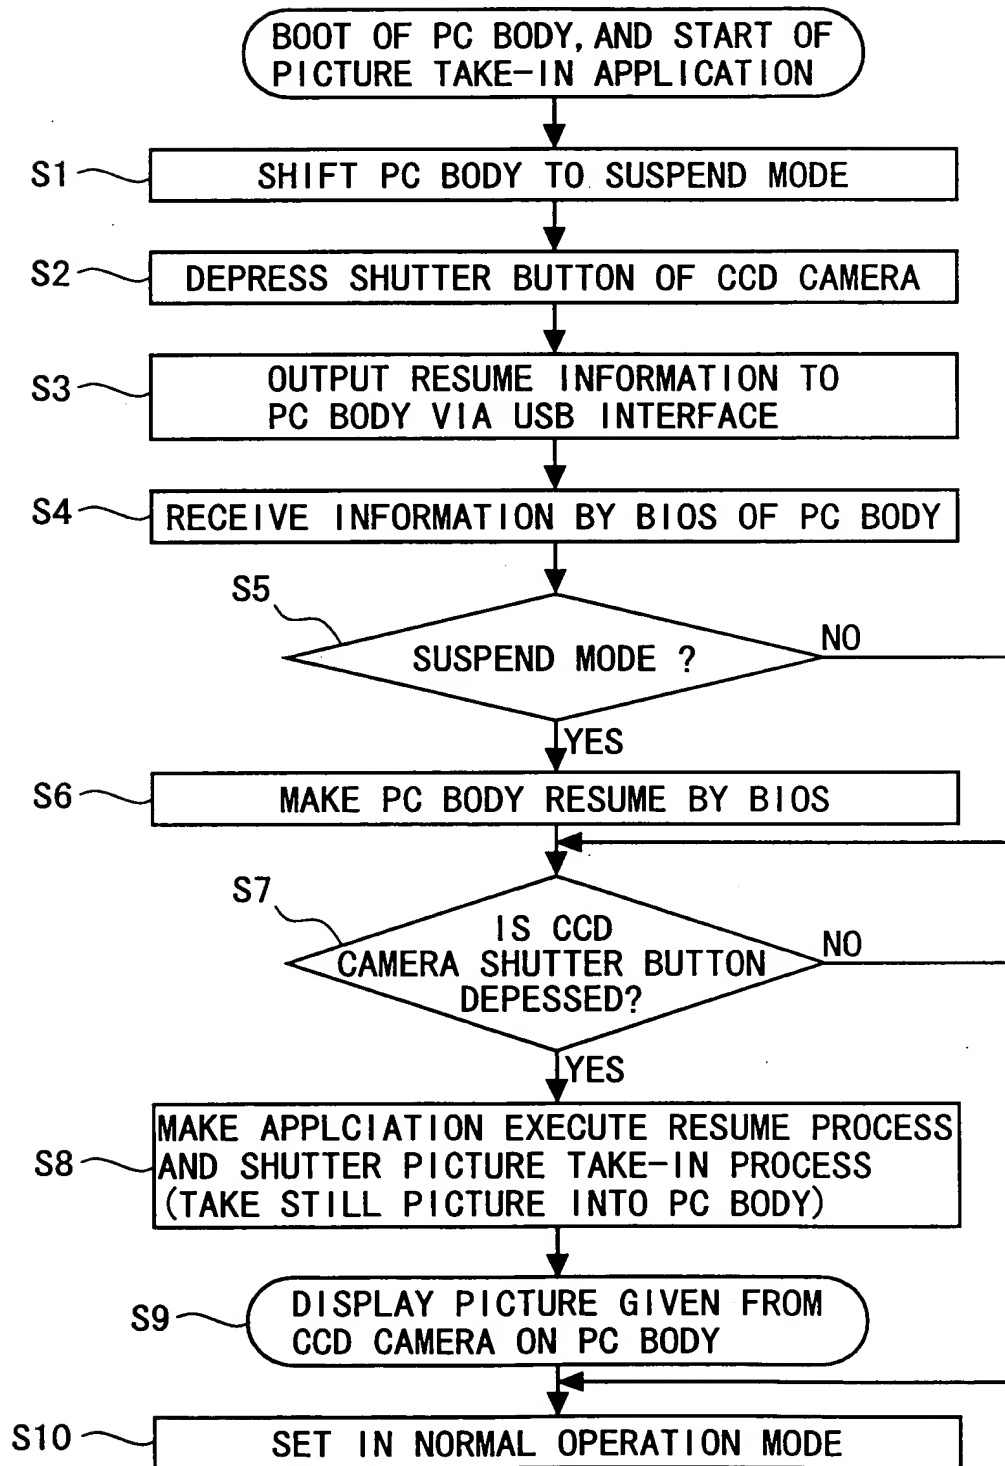 BOOT OF PC BODY, AND START OF
PICTURE TAKE-IN APPLICATION
S1
SHIFT PC BODY TO SUSPEND MODE
S2
DEPRESS SHUTTER BUTTON OF CCD CAMERA
S3
OUTPUT RESUME INFORMATION TO
PC BODY VIA USB INTERFACE
S4
RECEIVE INFORMATION BY BIOS OF PC BODY
S5
SUSPEND MODE ?
NO
YES
S6
MAKE PC BODY RESUME BY BIOS
S7
IS CCD
CAMERA SHUTTER BUTTON
DEPESSED?
NO
YES
S8
MAKE APPLCIATION EXECUTE RESUME PROCESS
AND SHUTTER PICTURE TAKE-IN PROCESS
(TAKE STILL PICTURE INTO PC BODY)
S9
DISPLAY PICTURE GIVEN FROM
CCD CAMERA ON PC BODY
S10
SET IN NORMAL OPERATION MODE